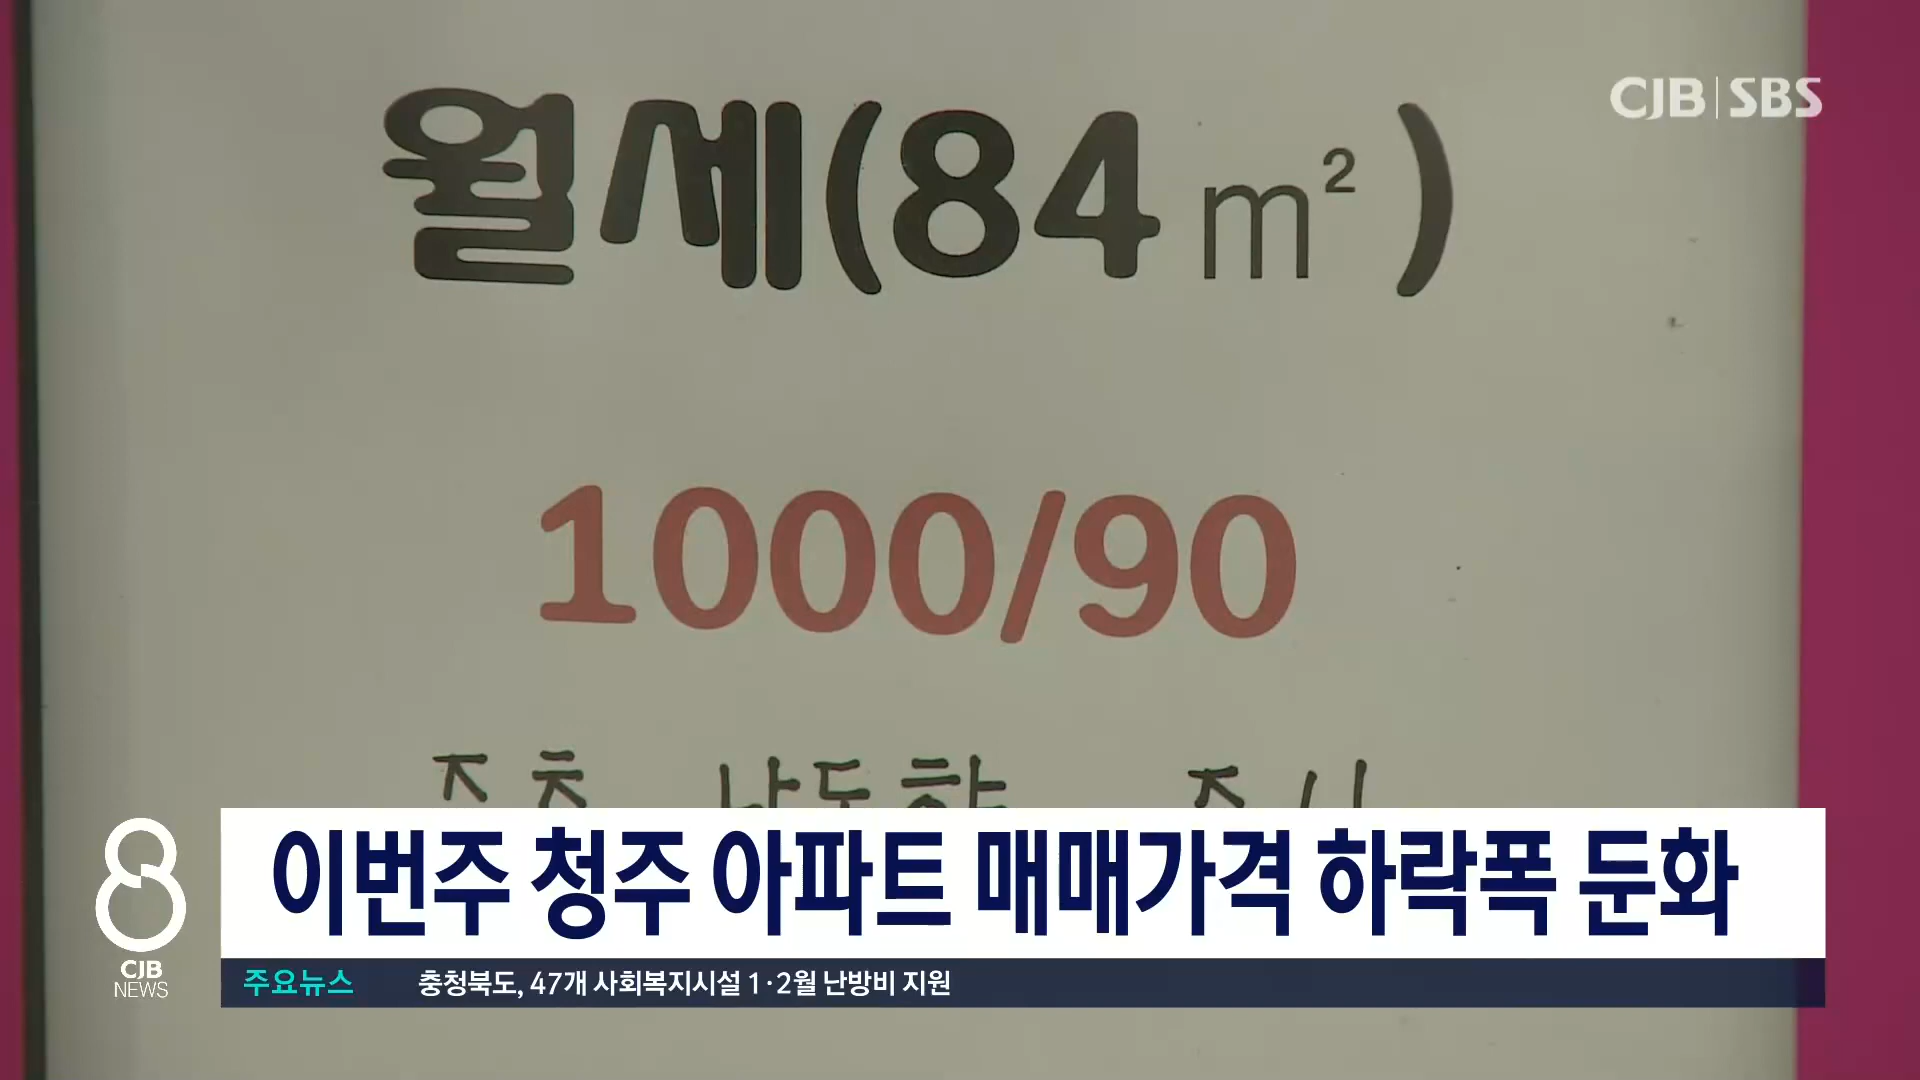 CJB SBS
월세(84 m²)
1000/90
이번주 청주 아파트 매매가격 하락폭 둔화
8
CJB
NEWS
주요뉴스 충청북도, 47개 사회복지시설 1·2월 난방비 지원